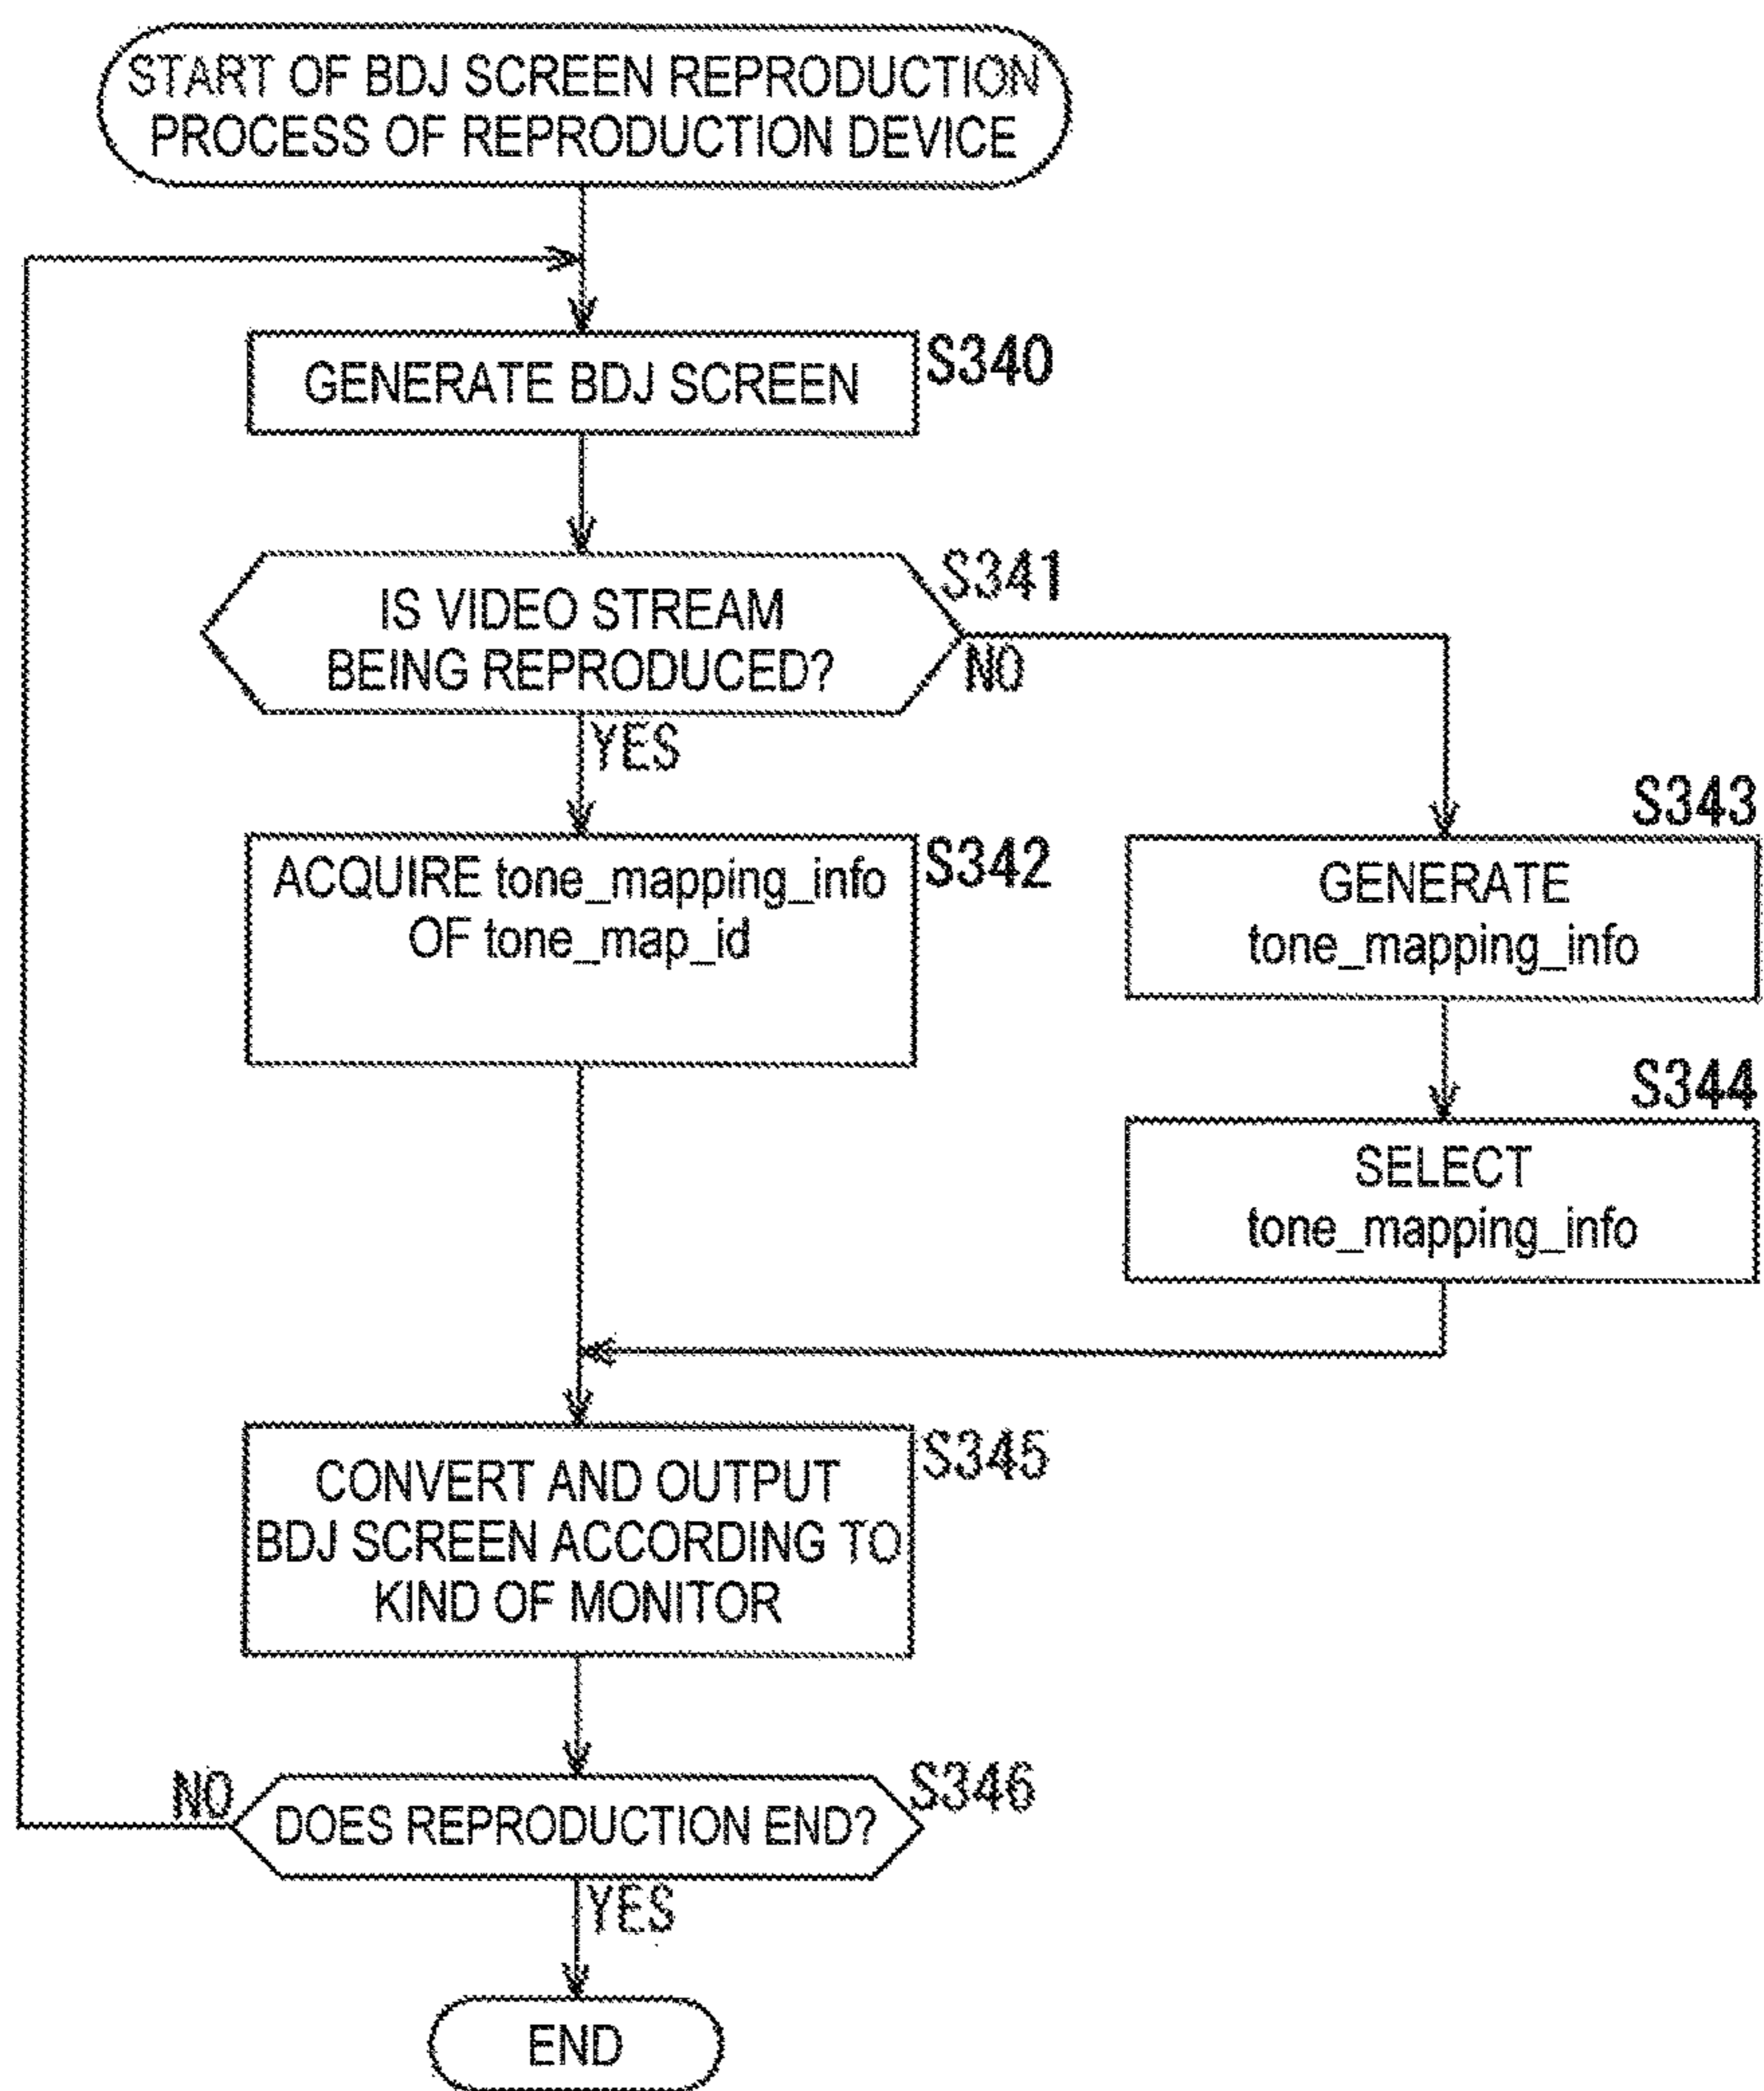 START OF BDJ SCREEN REPRODUCTION
PROCESS OF REPRODUCTION DEVICE
GENERATE BDJ SCREEN
S340
IS VIDEO STREAM
BEING REPRODUCED?
S341
NO
YES
ACQUIRE tone_mapping_info
OF tone_map_id
S342
S343
GENERATE
tone_mapping_info
S344
SELECT
tone_mapping_info
CONVERT AND OUTPUT
BDJ SCREEN ACCORDING TO
KIND OF MONITOR
S345
NO
DOES REPRODUCTION END?
S346
YES
END